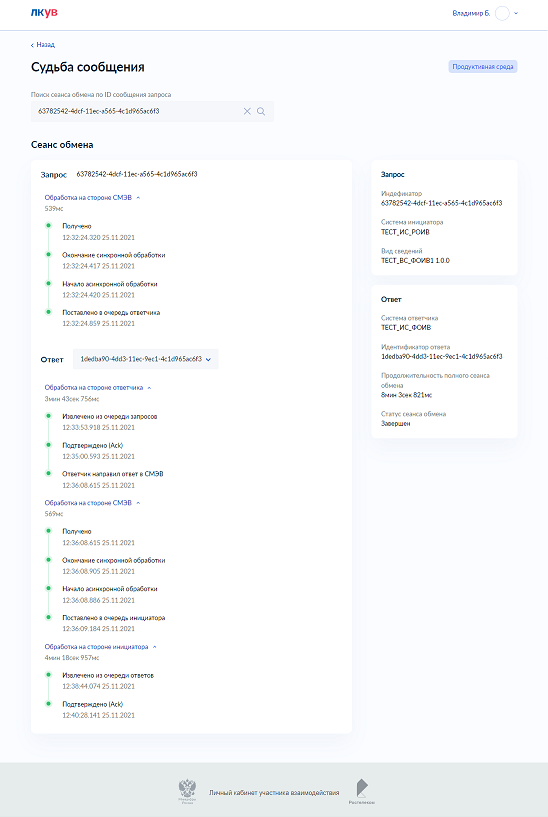 ЛКУВ
Владимир Б.
Назад
Судьба сообщения
Продуктивная среда
Поиск сеанса обмена по ID сообщения запроса
63782542-4dcf-11ec-a565-4c1d965ac6f3
Сеанс обмена
Запрос 63782542-4dcf-11ec-a565-4c1d965ac6f3
Обработка на стороне СМЭВ
539мс
Получено
12:32:24.320 25.11.2021
Окончание синхронной обработки
12:32:24.417 25.11.2021
Начало асинхронной обработки
12:32:24.420 25.11.2021
Поставлено в очередь ответчика
12:32:24.859 25.11.2021
Ответ 1dedba90-4dd3-11ec-9ec1-4c1d965ac6f3
Обработка на стороне ответчика
3мин 43сек 756мс
Извлечено из очереди запросов
12:33:53.918 25.11.2021
Подтверждено (Ack)
12:35:00.593 25.11.2021
Ответчик направил ответ в СМЭВ
12:36:08.615 25.11.2021
Обработка на стороне СМЭВ
569мс
Получено
12:36:08.615 25.11.2021
Окончание синхронной обработки
12:36:08.905 25.11.2021
Начало асинхронной обработки
12:36:08.886 25.11.2021
Поставлено в очередь инициатора
12:36:09.184 25.11.2021
Обработка на стороне инициатора
4мин 18сек 957мс
Извлечено из очереди ответов
12:38:44.074 25.11.2021
Подтверждено (Ack)
12:40:28.141 25.11.2021
Запрос
Индефикатор
63782542-4dcf-11ec-a565-4c1d965ac6f3
Система инициатора
ТЕСТ_ИС_РОИВ
Вид сведений
ТЕСТ_ВС_ФОИВ1 1.0.0
Ответ
Система ответчика
ТЕСТ_ИС_ФОИВ
Идентификатор ответа
1dedba90-4dd3-11ec-9ec1-4c1d965ac6f3
Продолжительность полного сеанса
обмена
8мин 3сек 821мс
Статус сеанса обмена
Завершен
Личный кабинет участника взаимодействия
Ростелеком